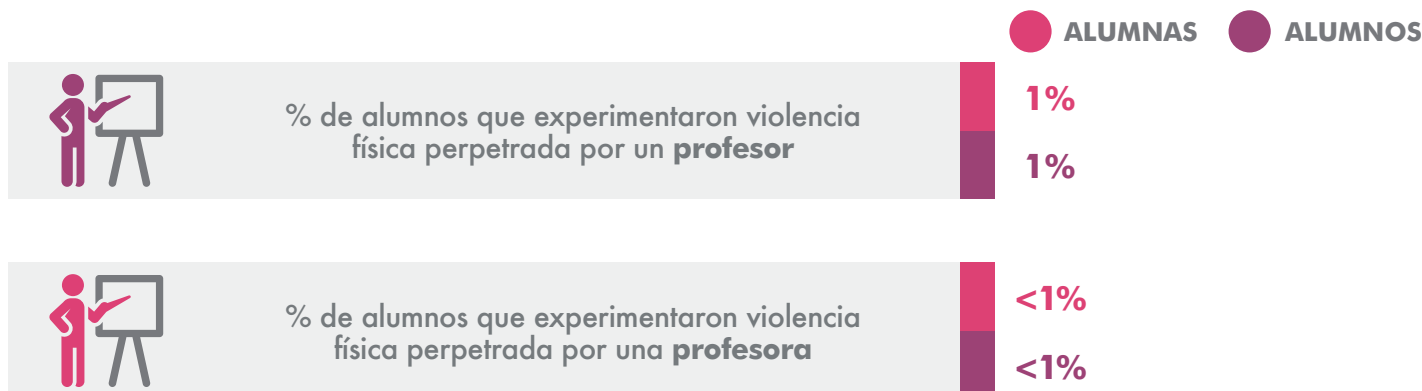 ALUMNAS ALUMNOS
% de alumnos que experimentaron violencia
física perpetrada por un profesor
1%
1%
% de alumnos que experimentaron violencia
física perpetrada por una profesora
<1%
<1%